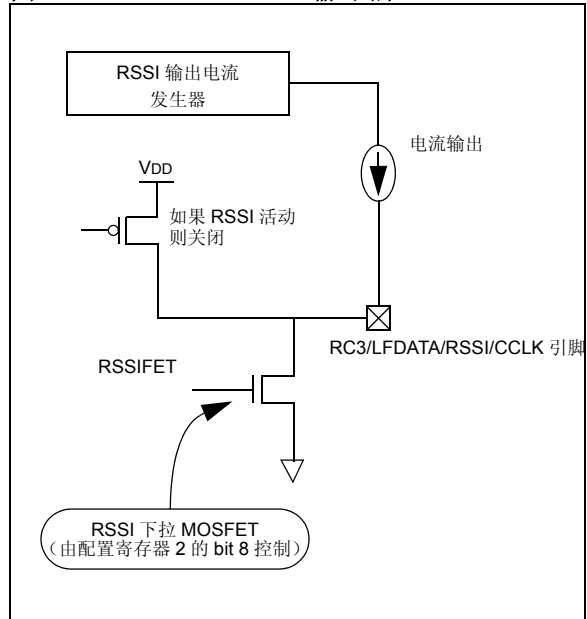 RSSI 输出电流
发生器
电流输出
VDD
如果 RSSI 活动
则关闭
RC3/LFDATA/RSSI/CCLK 引脚
RSSIFET
RSSI 下拉 MOSFET
（由配置寄存器 2 的 bit 8 控制）